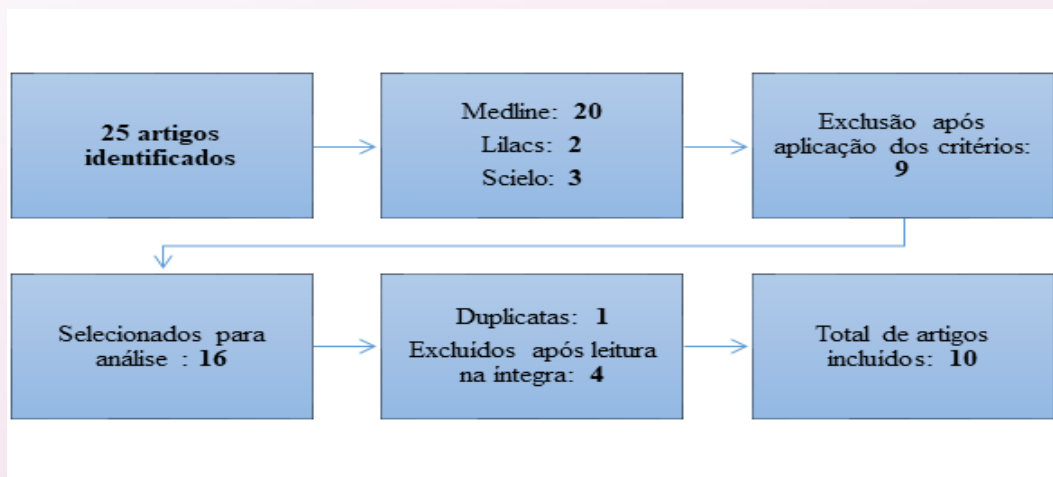 25 artigos
identificados
Medline: 20
Lilacs: 2
Scielo: 3
Exclusão após
aplicação dos critérios:
9
Selecionados para
análise : 16
Duplicatas: 1
Excluídos após leitura
na íntegra: 4
Total de artigos
incluídos: 10